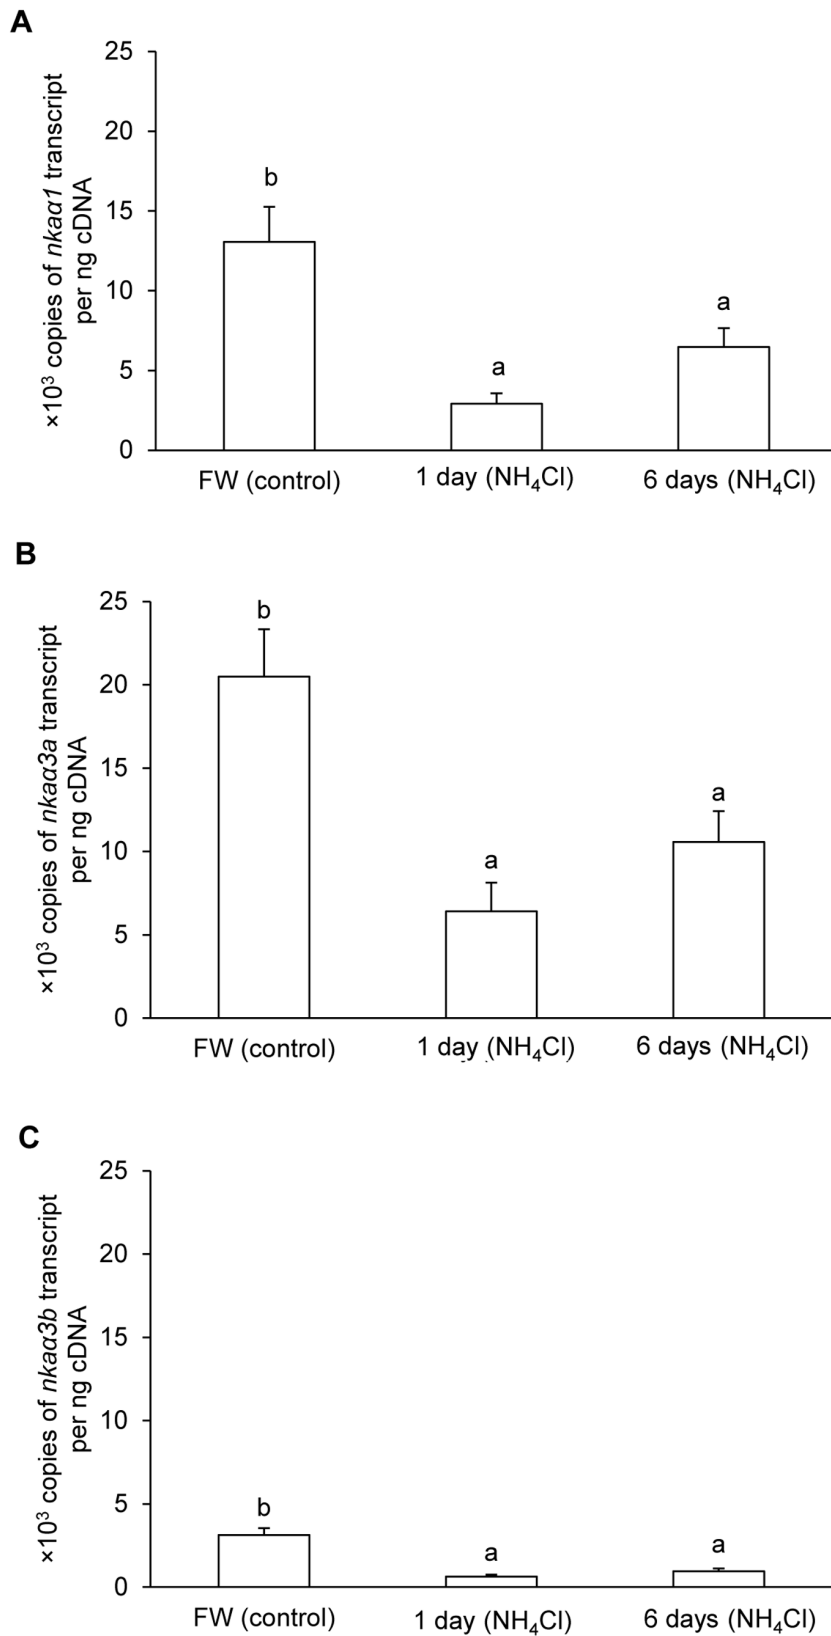 A
×10³ copies of nkaα1 transcript
per ng cDNA
25
20
15
10
5
0
b
a
a
FW (control)
1 day (NH₄Cl)
6 days (NH₄Cl)
B
×10³ copies of nkaα3a transcript
per ng cDNA
25
20
15
10
5
0
b
a
a
FW (control)
1 day (NH₄Cl)
6 days (NH₄Cl)
C
×10³ copies of nkaα3b transcript
per ng cDNA
25
20
15
10
5
0
b
a
a
FW (control)
1 day (NH₄Cl)
6 days (NH₄Cl)